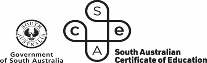 S
c e
A
Government
of South Australia
South Australian
Certificate of Education